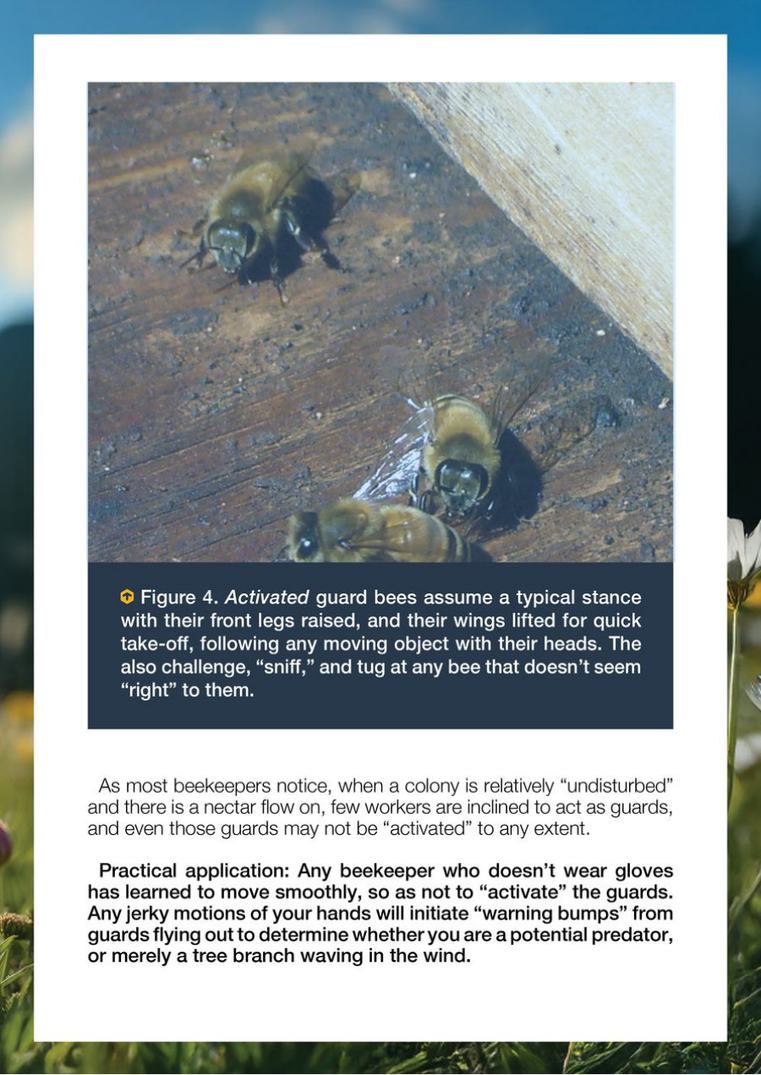 Figure 4. Activated guard bees assume a typical stance
with their front legs raised, and their wings lifted for quick
take-off, following any moving object with their heads. The
also challenge, “sniff,” and tug at any bee that doesn’t seem
“right” to them.
As most beekeepers notice, when a colony is relatively “undisturbed”
and there is a nectar flow on, few workers are inclined to act as guards,
and even those guards may not be “activated” to any extent.
Practical application: Any beekeeper who doesn’t wear gloves
has learned to move smoothly, so as not to “activate” the guards.
Any jerky motions of your hands will initiate “warning bumps” from
guards flying out to determine whether you are a potential predator,
or merely a tree branch waving in the wind.